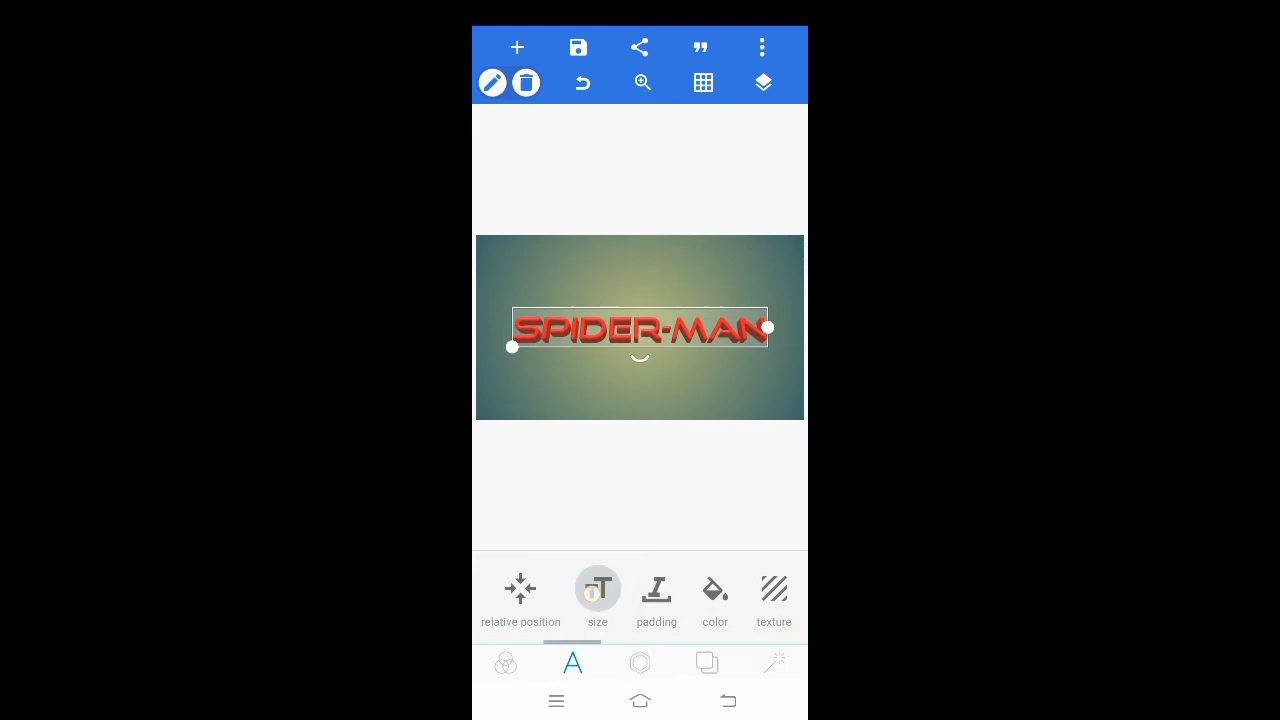 SPIDER-MAN
relative position
size
padding
color
texture